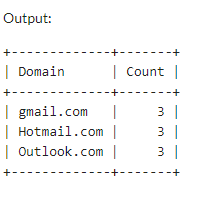 Output:
+-------------+-------+
| Domain      | Count |
+-------------+-------+
| gmail.com   |     3 |
| Hotmail.com |     3 |
| Outlook.com |     3 |
+-------------+-------+